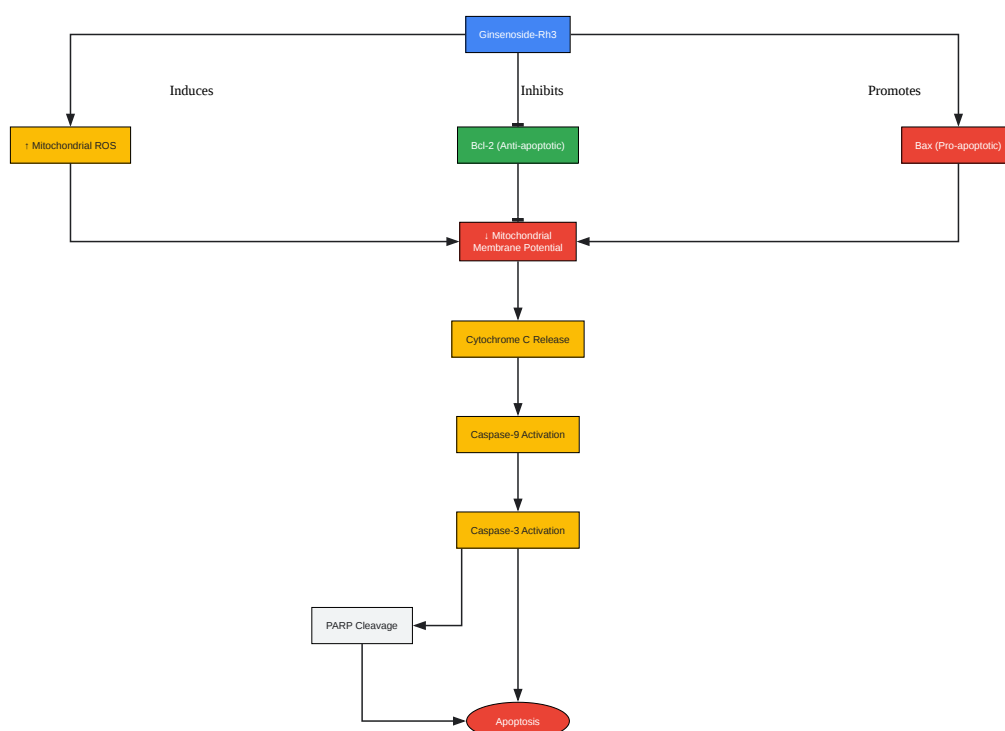 Ginsenoside-Rh3
Induces
Inhibits
Promotes
↑ Mitochondrial ROS
Bcl-2 (Anti-apoptotic)
Bax (Pro-apoptotic)
↓ Mitochondrial
Membrane Potential
Cytochrome C Release
Caspase-9 Activation
Caspase-3 Activation
PARP Cleavage
Apoptosis